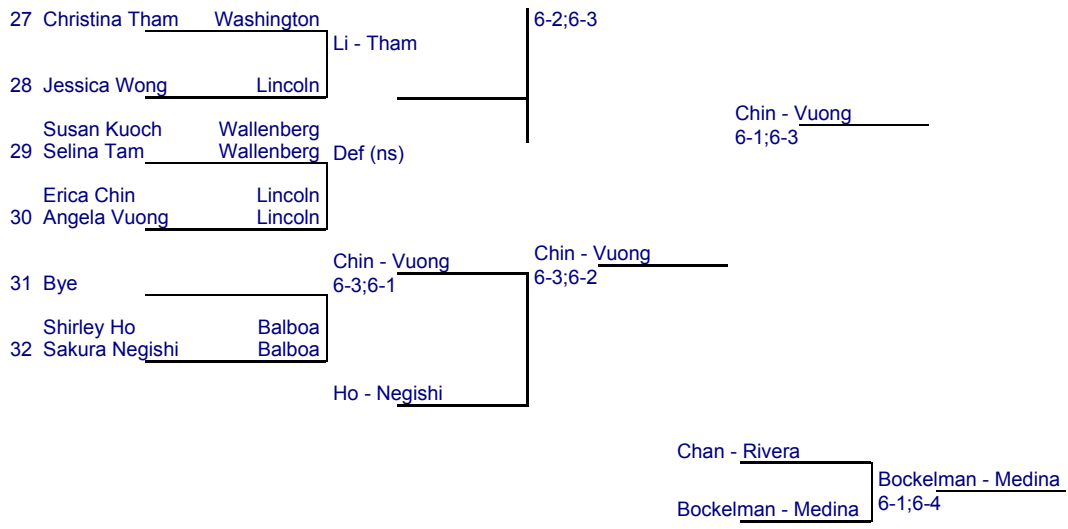 27 Christina Tham Washington
6-2;6-3
Li - Tham
28 Jessica Wong Lincoln
Chin - Vuong
6-1;6-3
Susan Kuoch Wallenberg
29 Selina Tam Wallenberg
Def (ns)
Erica Chin Lincoln
30 Angela Vuong Lincoln
Chin - Vuong
6-3;6-1
Chin - Vuong
6-3;6-2
31 Bye
Shirley Ho Balboa
32 Sakura Negishi Balboa
Ho - Negishi
Chan - Rivera
Bockelman - Medina
6-1;6-4
Bockelman - Medina